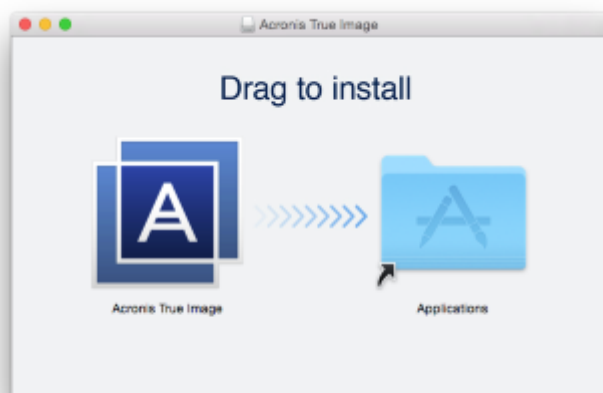 Acronis True Image
Drag to install
Acronis True Image
Applications